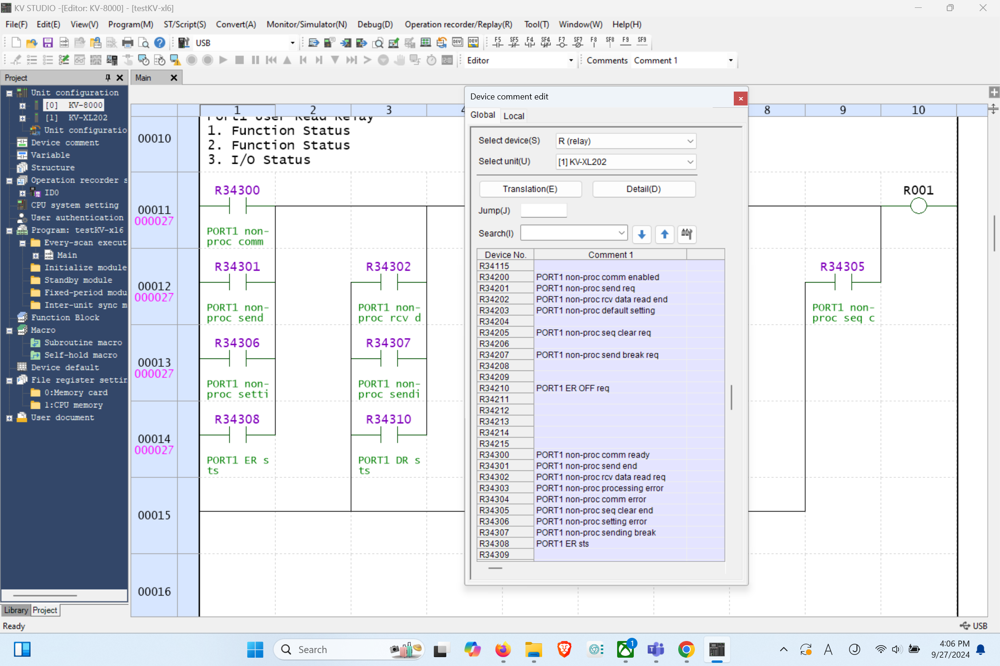 KV STUDIO -[Editor: KV-8000] - [testKV-xl6]
File(F) Edit(E) View(V) Program(M) ST/Script(S) Convert(A) Monitor/Simulator(N) Debug(D) Operation recorder/Replay(R) Tool(T) Window(W) Help(H)
USB
F5 SF5 F4 SF4 F7 SF7 F8 SF8 F9 SF9
DEV DEV
Editor Comments Comment 1
Project
Unit configuration
[0] KV-8000
[1] KV-XL202
Unit configuratio
Device comment
Variable
Structure
Operation recorder s
ID0
CPU system setting
User authentication
Program: testKV-xl6
Every-scan execut
Main
Initialize module
Standby module
Fixed-period modu
Inter-unit sync m
Function Block
Macro
Subroutine macro
Self-hold macro
Device default
File register settin
0:Memory card
1:CPU memory
User document
Library Project
Main
1 2 3 4 8 9 10
00010
Port1 User Read Relay
1. Function Status
2. Function Status
3. I/O Status
00011
000027
R34300
PORT1 non-
proc comm
R001
00012
000027
R34301
PORT1 non-
proc send
R34302
PORT1 non-
proc rcv d
R34305
PORT1 non-
proc seq c
00013
000027
R34306
PORT1 non-
proc setti
R34307
PORT1 non-
proc sendi
00014
000027
R34308
PORT1 ER s
ts
R34310
PORT1 DR s
ts
00015
00016
Device comment edit
Global Local
Select device(S) R (relay)
Select unit(U) [1] KV-XL202
Translation(E) Detail(D)
Jump(J)
Search(I)
Device No. Comment 1
R34115
R34200 PORT1 non-proc comm enabled
R34201 PORT1 non-proc send req
R34202 PORT1 non-proc rcv data read end
R34203 PORT1 non-proc default setting
R34204
R34205 PORT1 non-proc seq clear req
R34206
R34207 PORT1 non-proc send break req
R34208
R34209
R34210 PORT1 ER OFF req
R34211
R34212
R34213
R34214
R34215
R34300 PORT1 non-proc comm ready
R34301 PORT1 non-proc send end
R34302 PORT1 non-proc rcv data read req
R34303 PORT1 non-proc processing error
R34304 PORT1 non-proc comm error
R34305 PORT1 non-proc seq clear end
R34306 PORT1 non-proc setting error
R34307 PORT1 non-proc sending break
R34308 PORT1 ER sts
R34309
Ready
USB
Search
1
A
J
4:06 PM
9/27/2024